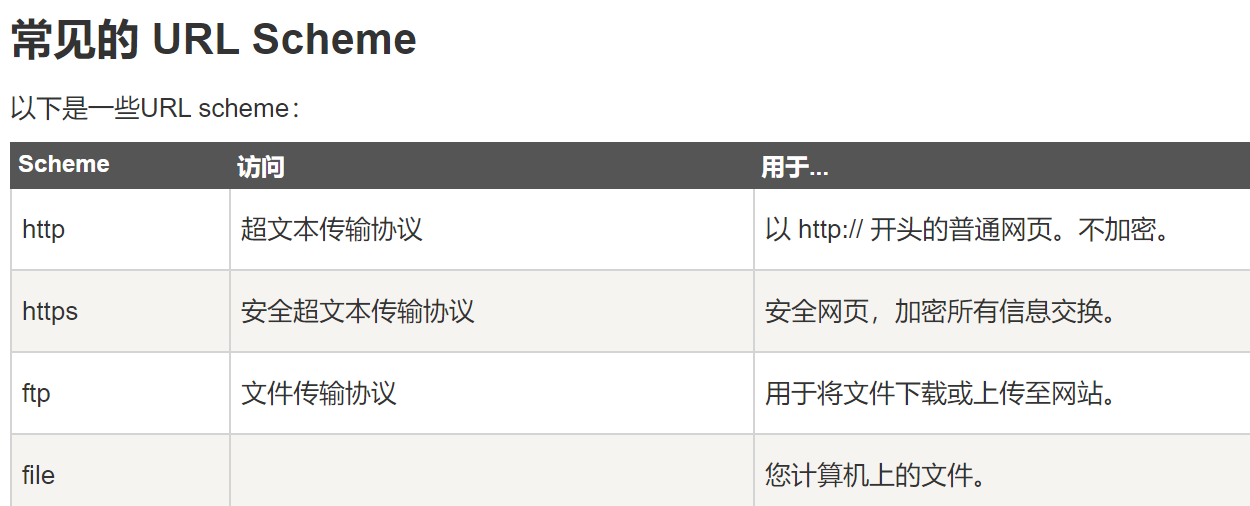 常见的 URL Scheme
以下是一些URL scheme：
Scheme 访问 用于...
http 超文本传输协议 以 http:// 开头的普通网页。不加密。
https 安全超文本传输协议 安全网页，加密所有信息交换。
ftp 文件传输协议 用于将文件下载或上传至网站。
file 您计算机上的文件。